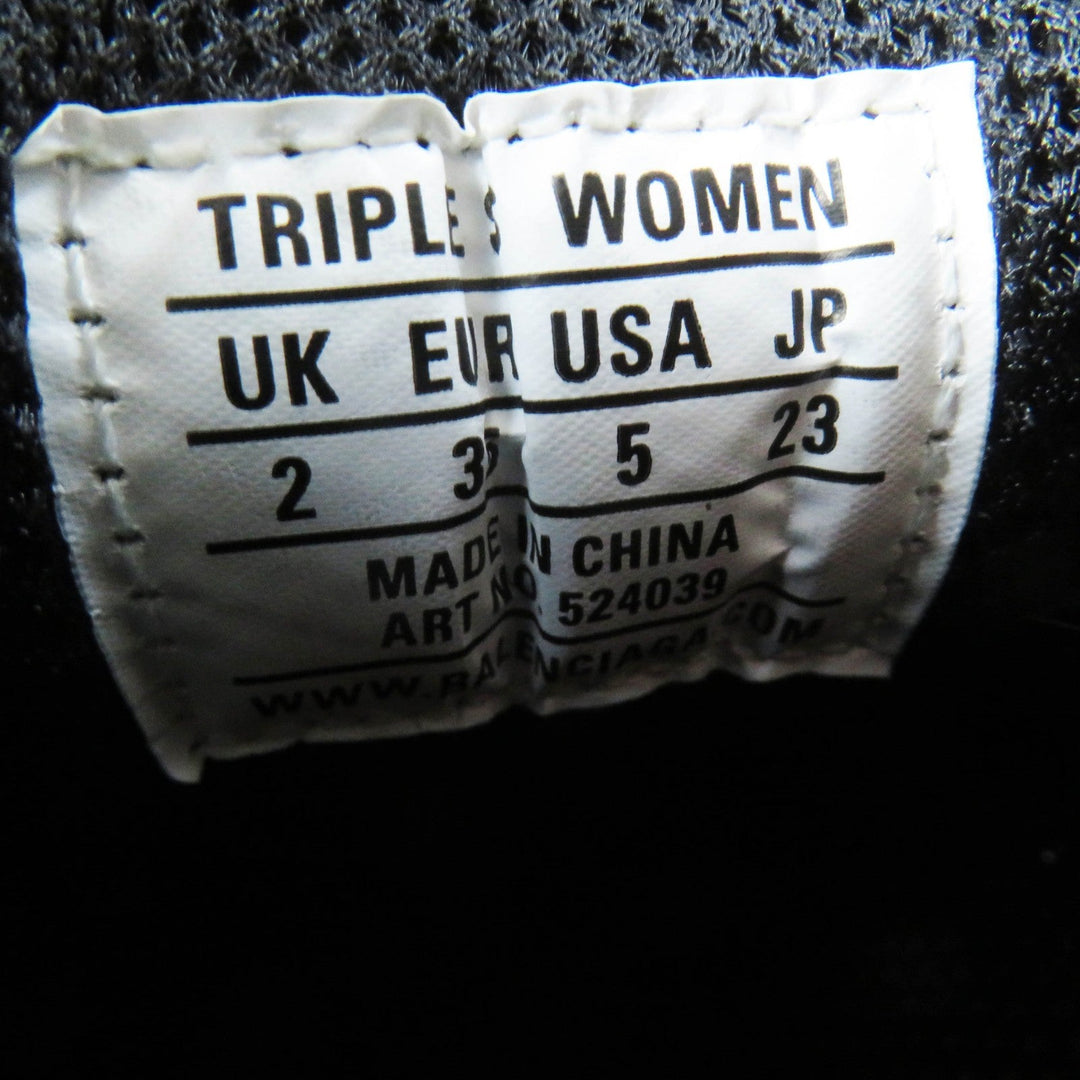 TRIPLE S WOMEN
UK EUR USA JP
2 35 5 23
MADE IN CHINA
ART NO. 524039
WWW.BALENCIAGA.COM